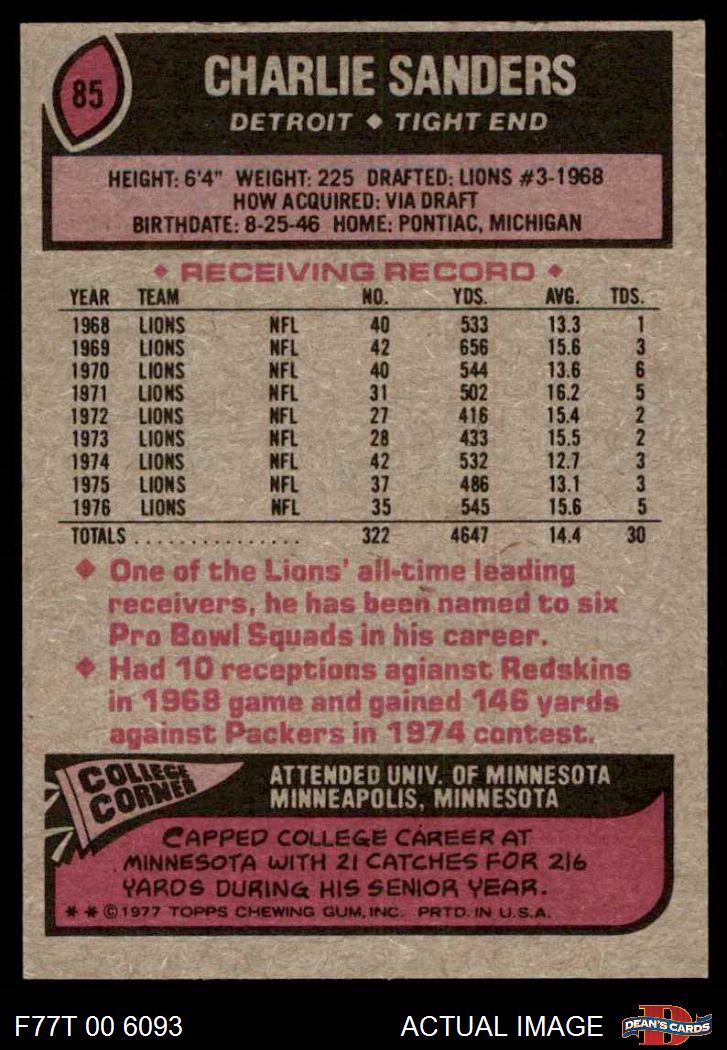 85
CHARLIE SANDERS
DETROIT ◆ TIGHT END
HEIGHT: 6'4" WEIGHT: 225 DRAFTED: LIONS #3-1968
HOW ACQUIRED: VIA DRAFT
BIRTHDATE: 8-25-46 HOME: PONTIAC, MICHIGAN
◆ RECEIVING RECORD ◆
YEAR TEAM NO. YDS. AVG. TDS.
1968 LIONS NFL 40 533 13.3 1
1969 LIONS NFL 42 656 15.6 3
1970 LIONS NFL 40 544 13.6 6
1971 LIONS NFL 31 502 16.2 5
1972 LIONS NFL 27 416 15.4 2
1973 LIONS NFL 28 433 15.5 2
1974 LIONS NFL 42 532 12.7 3
1975 LIONS NFL 37 486 13.1 3
1976 LIONS NFL 35 545 15.6 5
TOTALS . . . . . . . . . . . . . . . 322 4647 14.4 30
◆ One of the Lions' all-time leading
receivers, he has been named to six
Pro Bowl Squads in his career.
◆ Had 10 receptions agianst Redskins
in 1968 game and gained 146 yards
against Packers in 1974 contest.
COLLEGE
CORNER
ATTENDED UNIV. OF MINNESOTA
MINNEAPOLIS, MINNESOTA
CAPPED COLLEGE CAREER AT
MINNESOTA WITH 21 CATCHES FOR 216
YARDS DURING HIS SENIOR YEAR.
* * © 1977 TOPPS CHEWING GUM, INC. PRTD. IN U.S.A.
F77T 00 6093 ACTUAL IMAGE
D
DEAN'S CARDS